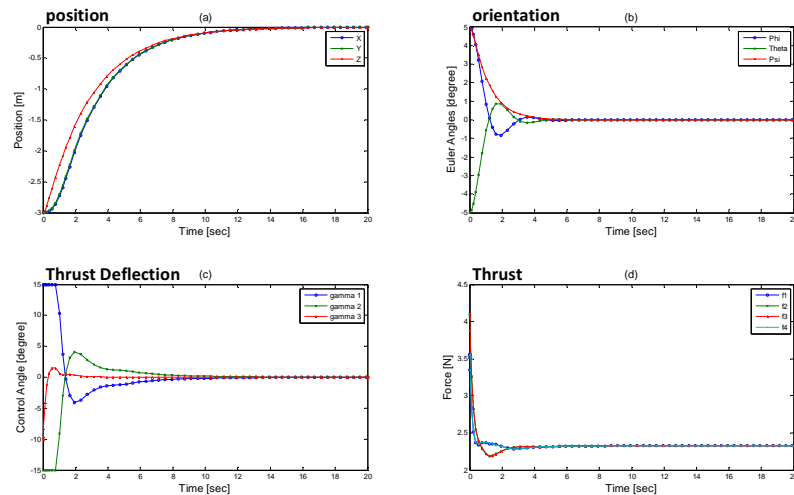 position
(a)
0
-0.5
-1
-1.5
-2
-2.5
-3
Position [m]
X
Y
Z
0 2 4 6 8 10 12 14 16 18 20
Time [sec]
orientation
(b)
5
4
3
2
1
0
-1
-2
-3
-4
-5
Euler Angles [degree]
Phi
Theta
Psi
0 2 4 6 8 10 12 14 16 18 20
Time [sec]
Thrust Deflection
(c)
15
10
5
0
-5
-10
-15
Control Angle [degree]
gamma 1
gamma 2
gamma 3
0 2 4 6 8 10 12 14 16 18 20
Time [sec]
Thrust
(d)
4.5
4
3.5
3
2.5
2
Force [N]
f1
f2
f3
f4
0 2 4 6 8 10 12 14 16 18 20
Time [sec]